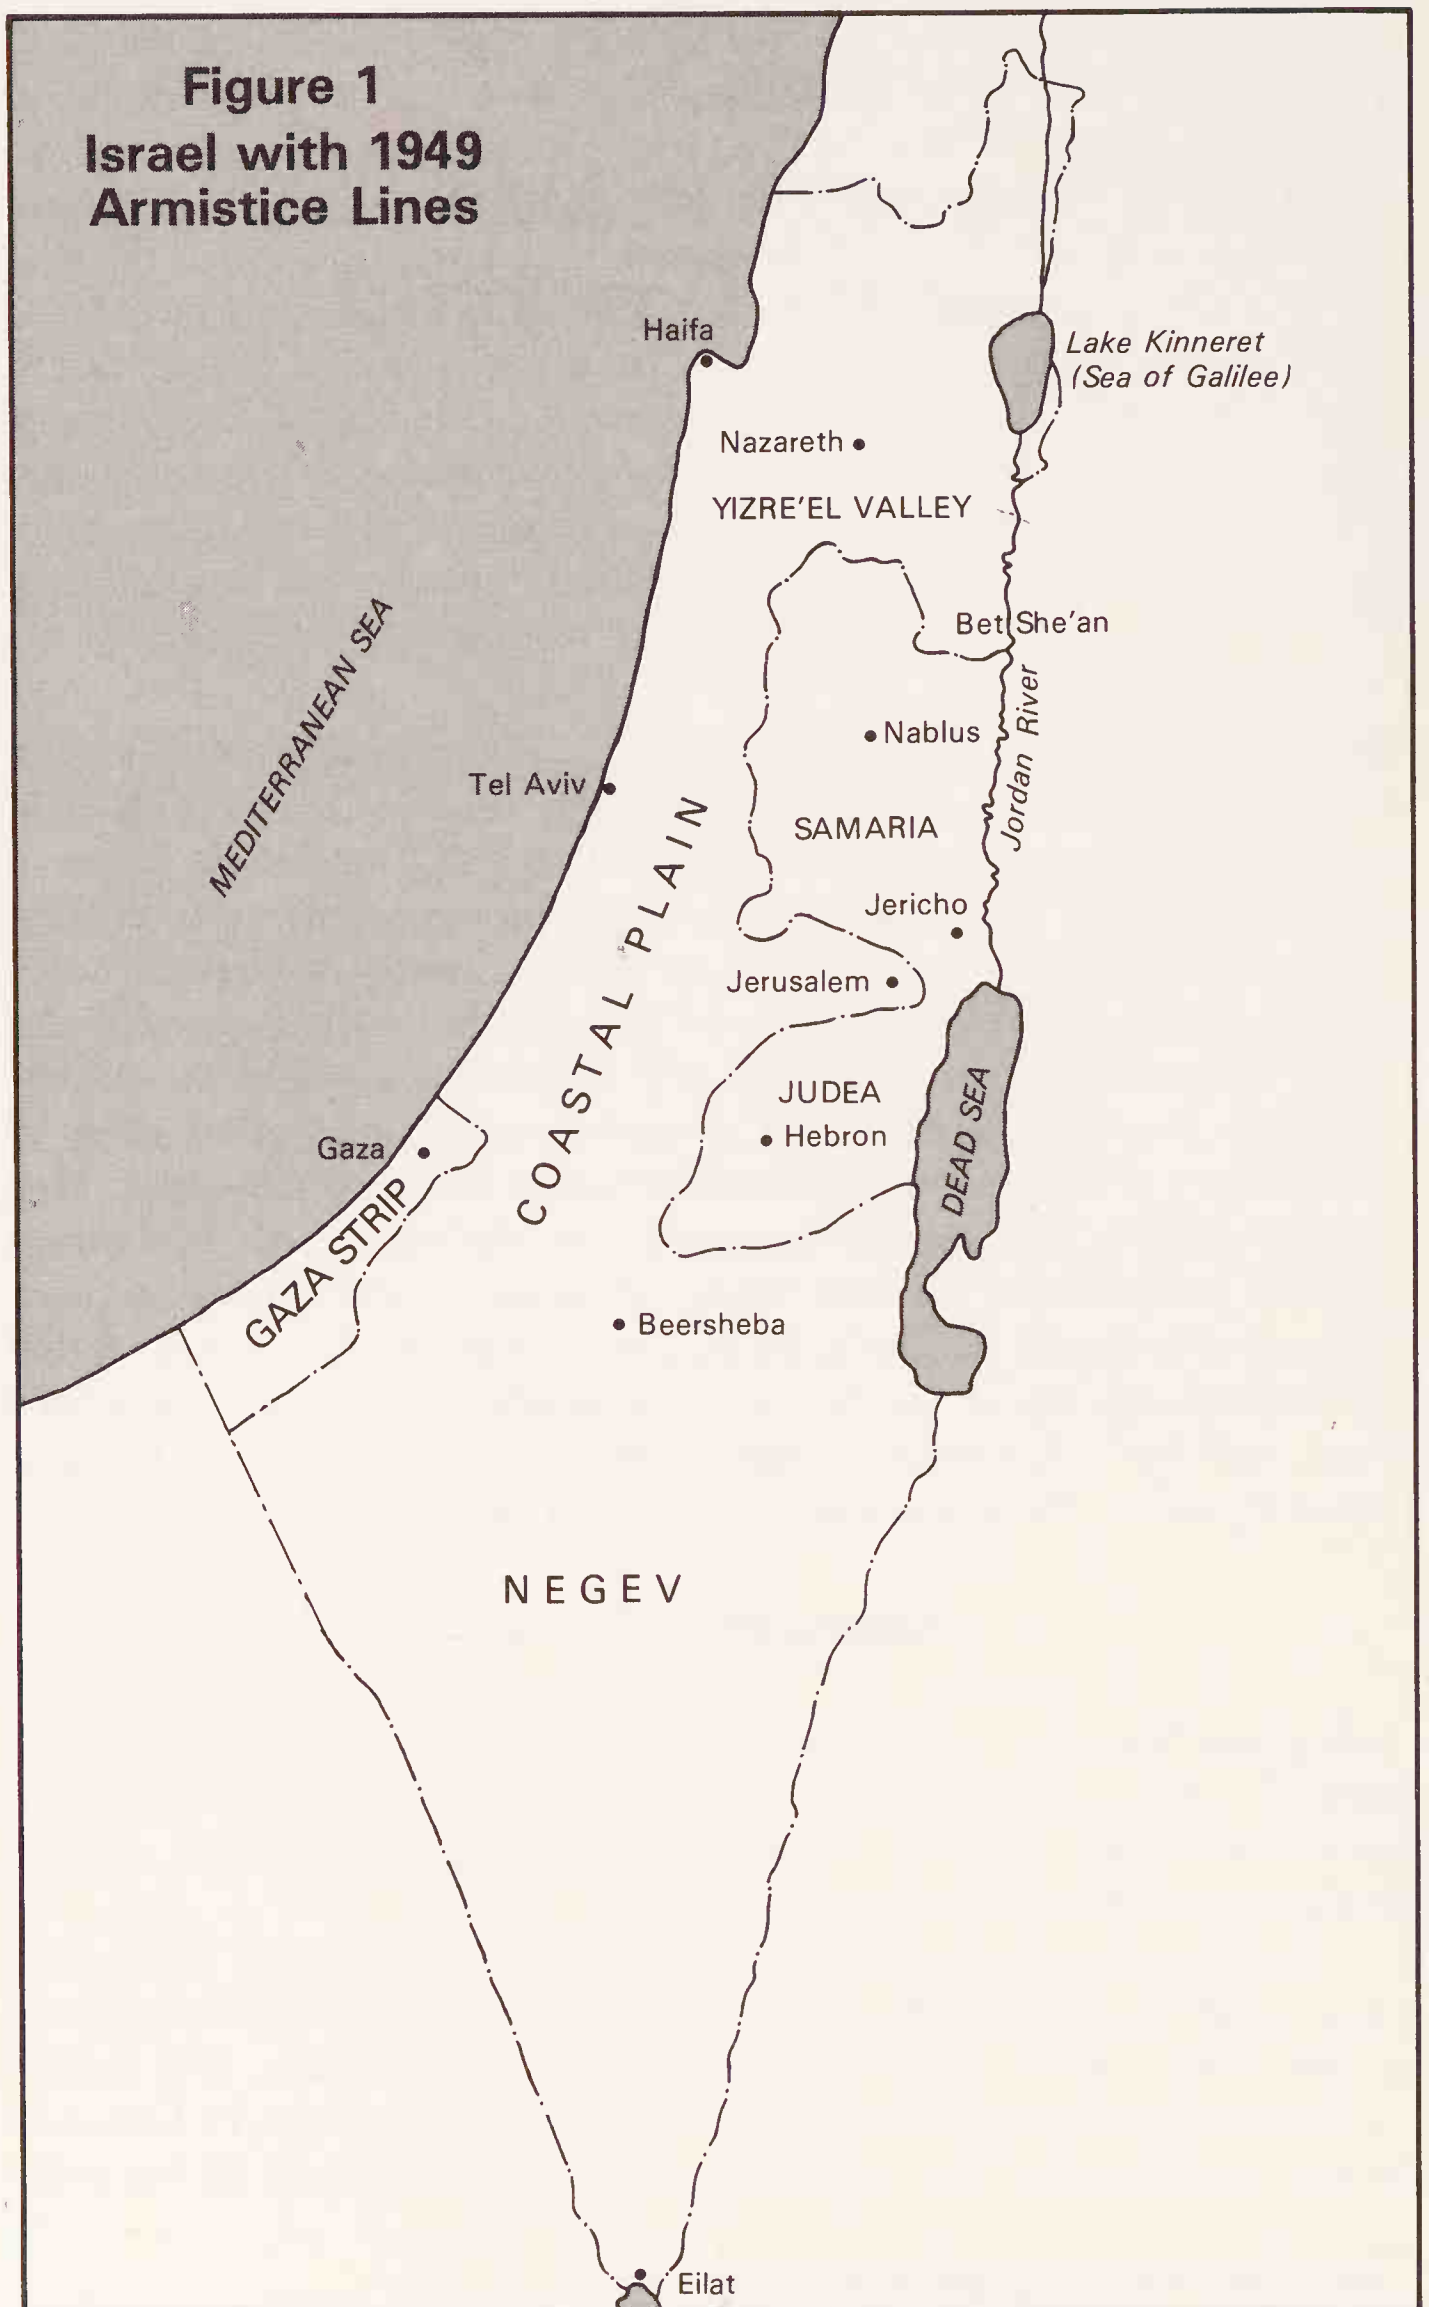 Figure 1
Israel with 1949
Armistice Lines
Haifa
Lake Kinneret
(Sea of Galilee)
Nazareth
YIZRE'EL VALLEY
Bet She'an
MEDITERRANEAN SEA
Jordan River
Nablus
Tel Aviv
SAMARIA
COASTAL PLAIN
Jericho
Jerusalem
JUDEA
DEAD SEA
Hebron
Gaza
GAZA STRIP
Beersheba
NEGEV
Eilat